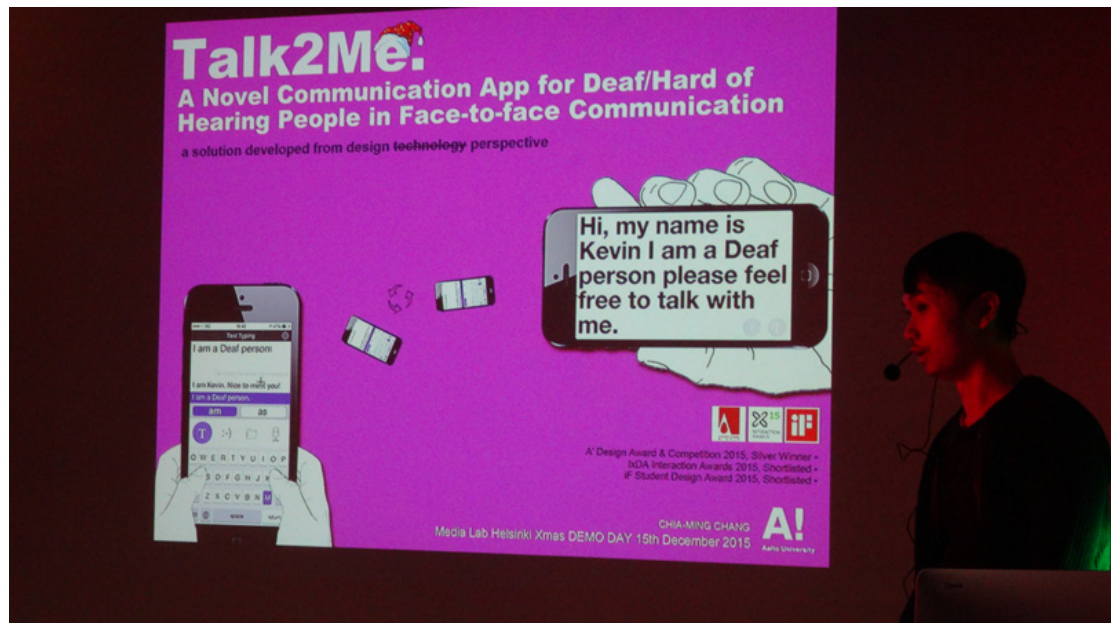 Talk2Me.
A Novel Communication App for Deaf/Hard of
Hearing People in Face-to-face Communication
a solution developed from design technology perspective
Hi, my name is
Kevin I am a Deaf
person please feel
free to talk with
me.
Text Typing
I am a Deaf person
I am Kevin. Nice to meet you!
I am a Deaf person.
am as
T :-)
Q W E R T Y U I O P
S D F G H J K
Z X C V B N M
space return
15
iF
A' Design Award & Competition 2015, Silver Winner •
IxDA Interaction Awards 2015, Shortlisted •
iF Student Design Award 2015, Shortlisted •
CHIA-MING CHANG
Media Lab Helsinki Xmas DEMO DAY 15th December 2015
A!
Aalto University